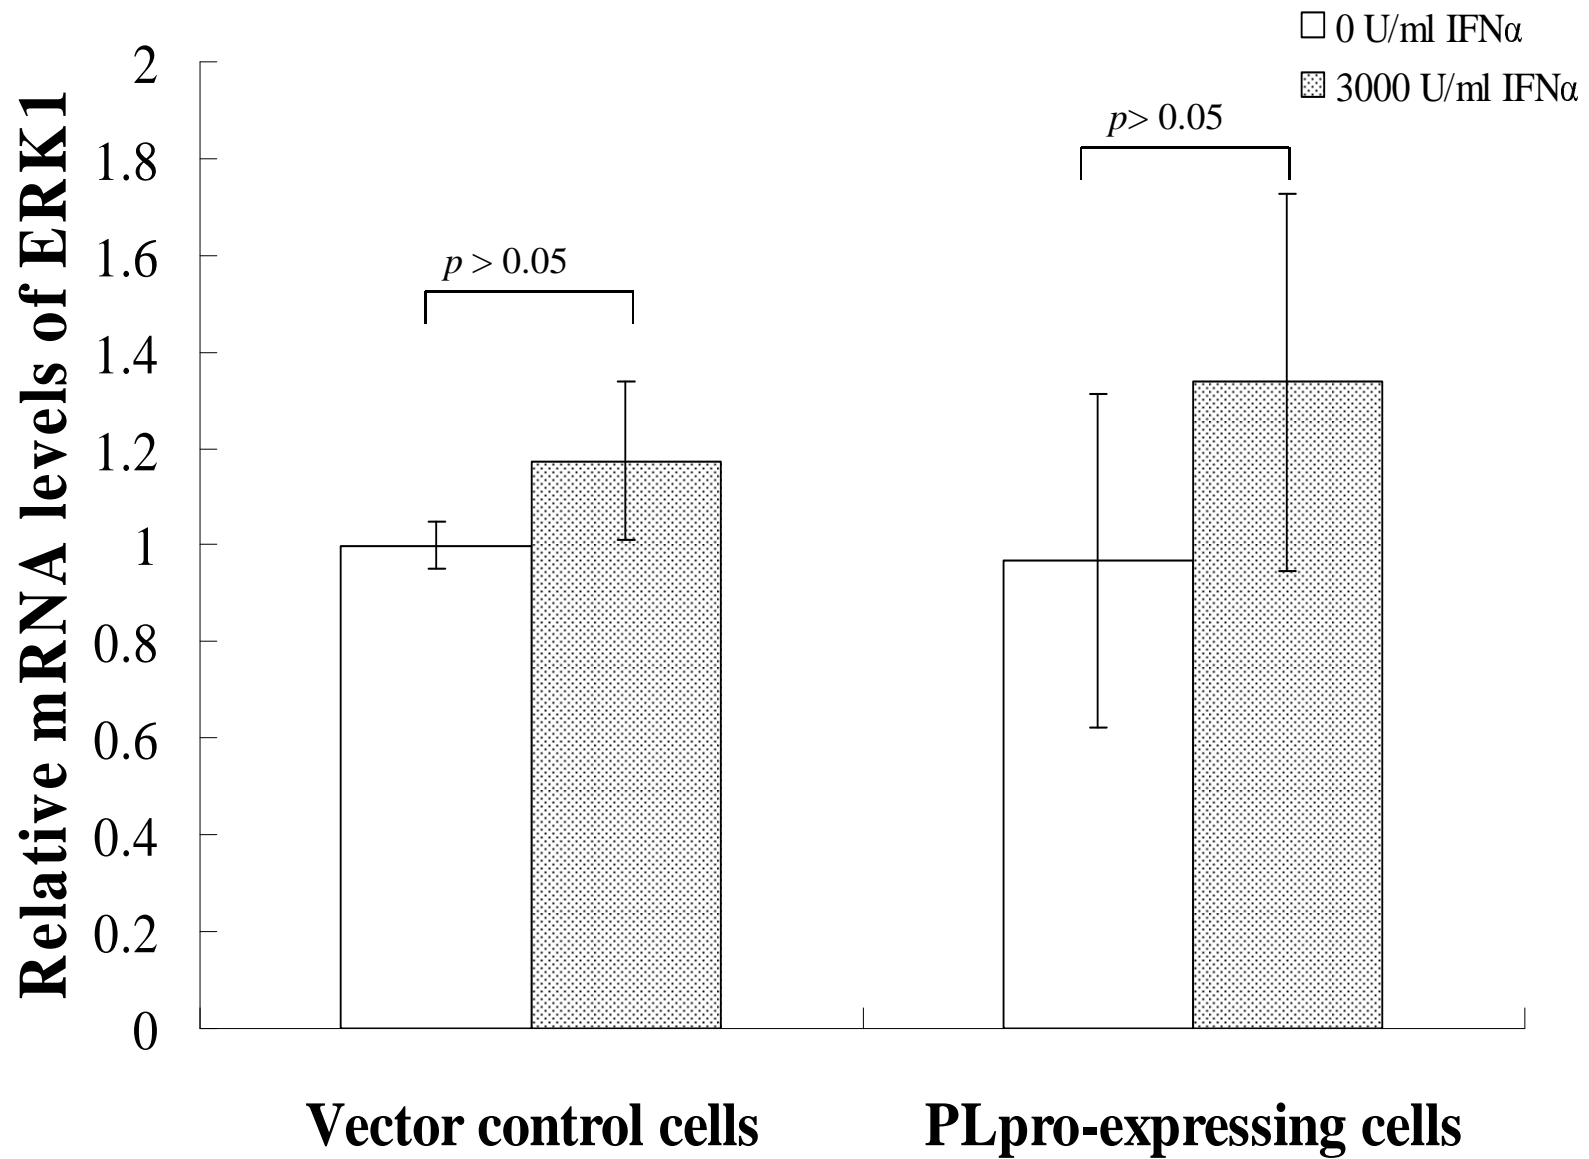 0 U/ml IFNα
3000 U/ml IFNα
Relative mRNA levels of ERK1
2
1.8
1.6
1.4
1.2
1
0.8
0.6
0.4
0.2
0
p > 0.05
p> 0.05
Vector control cells
PLpro-expressing cells